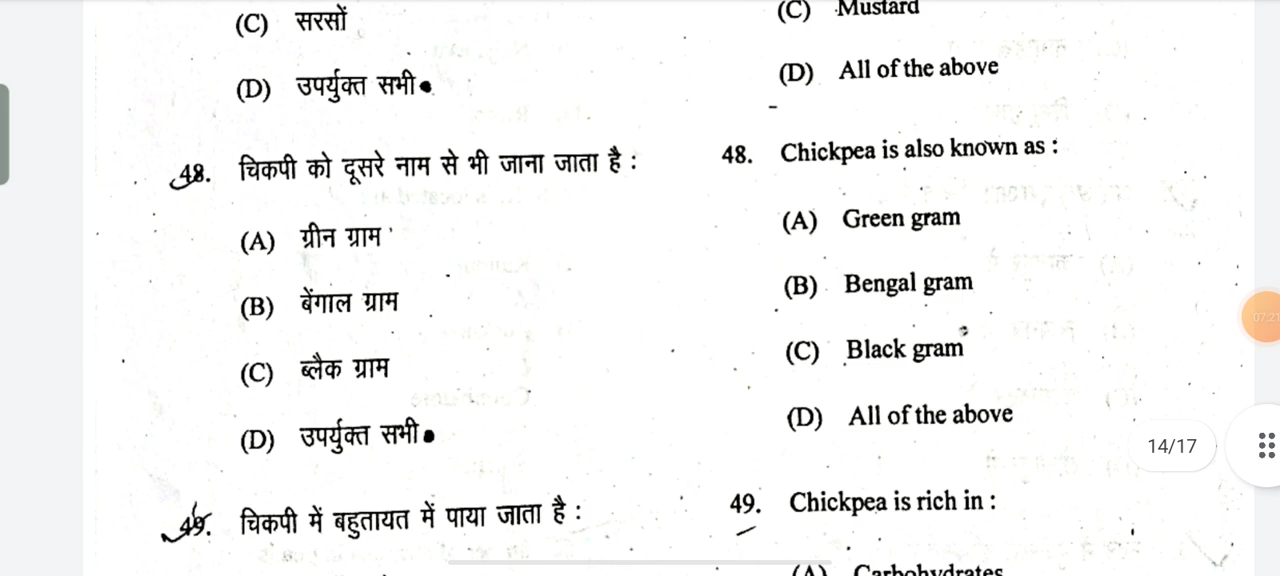 (C) सरसों
(D) उपर्युक्त सभी
48. चिकपी को दूसरे नाम से भी जाना जाता है :
(A) ग्रीन ग्राम
(B) बेंगाल ग्राम
(C) ब्लैक ग्राम
(D) उपर्युक्त सभी
49. चिकपी में बहुतायत में पाया जाता है :
(C) Mustard
(D) All of the above
48. Chickpea is also known as :
(A) Green gram
(B) Bengal gram
(C) Black gram
(D) All of the above
49. Chickpea is rich in :
(A) Carbohydrates
07:21
14/17